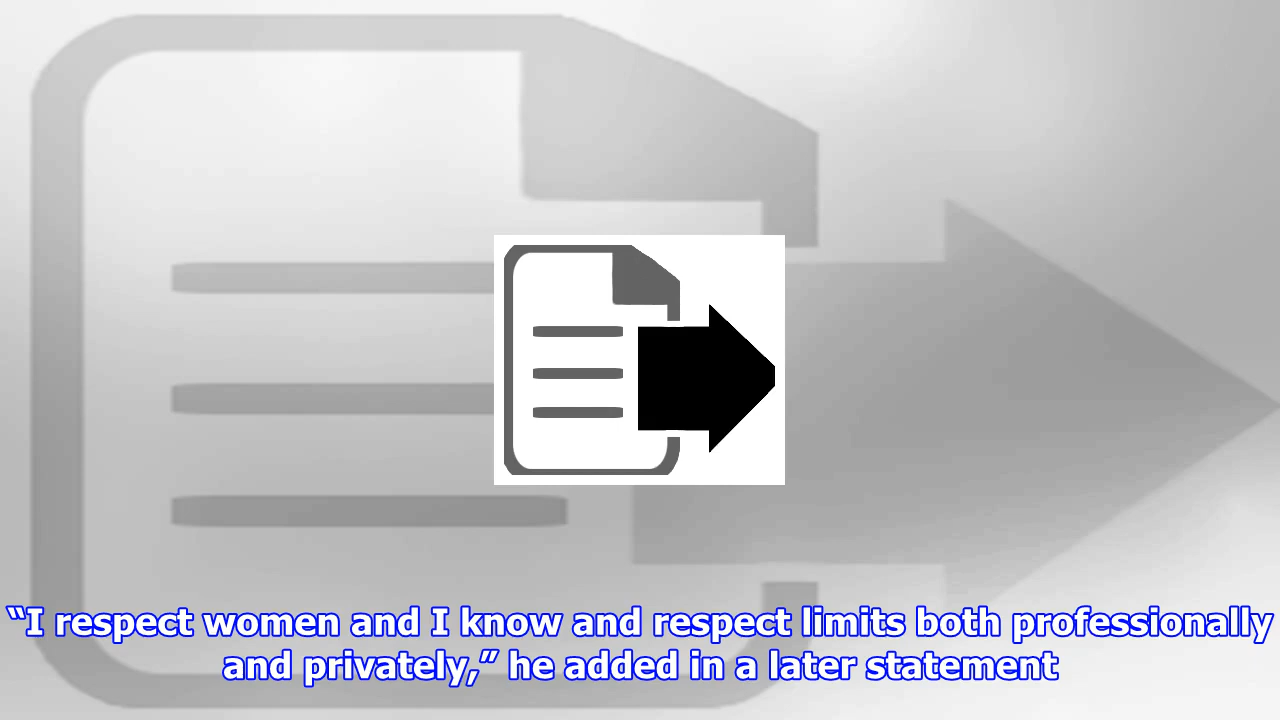 “I respect women and I know and respect limits both professionally
and privately,” he added in a later statement